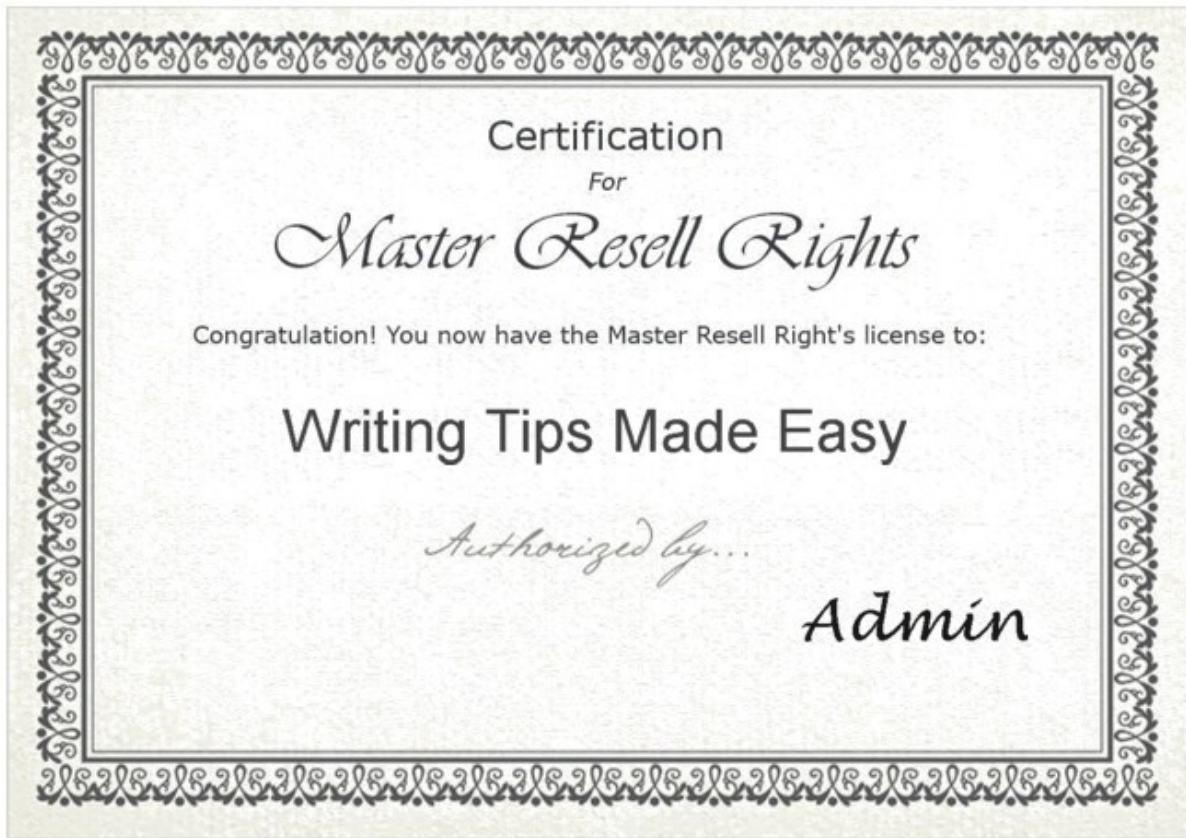 Certification
For
Master Resell Rights
Congratulation! You now have the Master Resell Right's license to:
Writing Tips Made Easy
Authorized by...
Admin